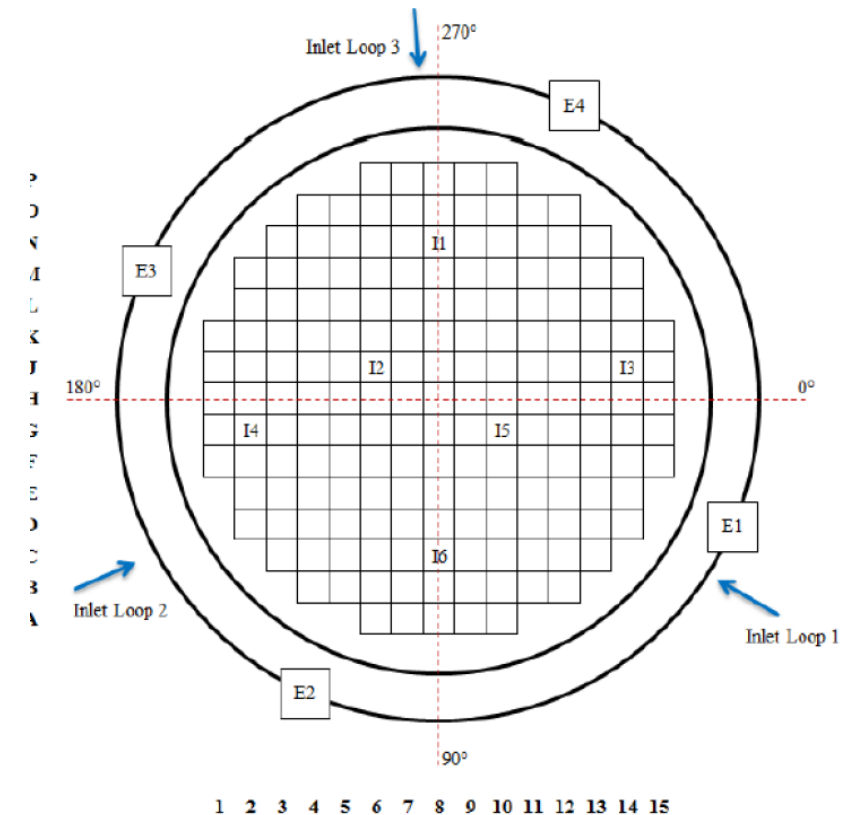 270°
Inlet Loop 3
E4
P
O
N
I1
E3
M
L
K
J
I2
I3
180°
0°
H
G
I4
I5
F
E
D
E1
C
I6
B
Inlet Loop 2
A
Inlet Loop 1
E2
90°
1 2 3 4 5 6 7 8 9 10 11 12 13 14 15